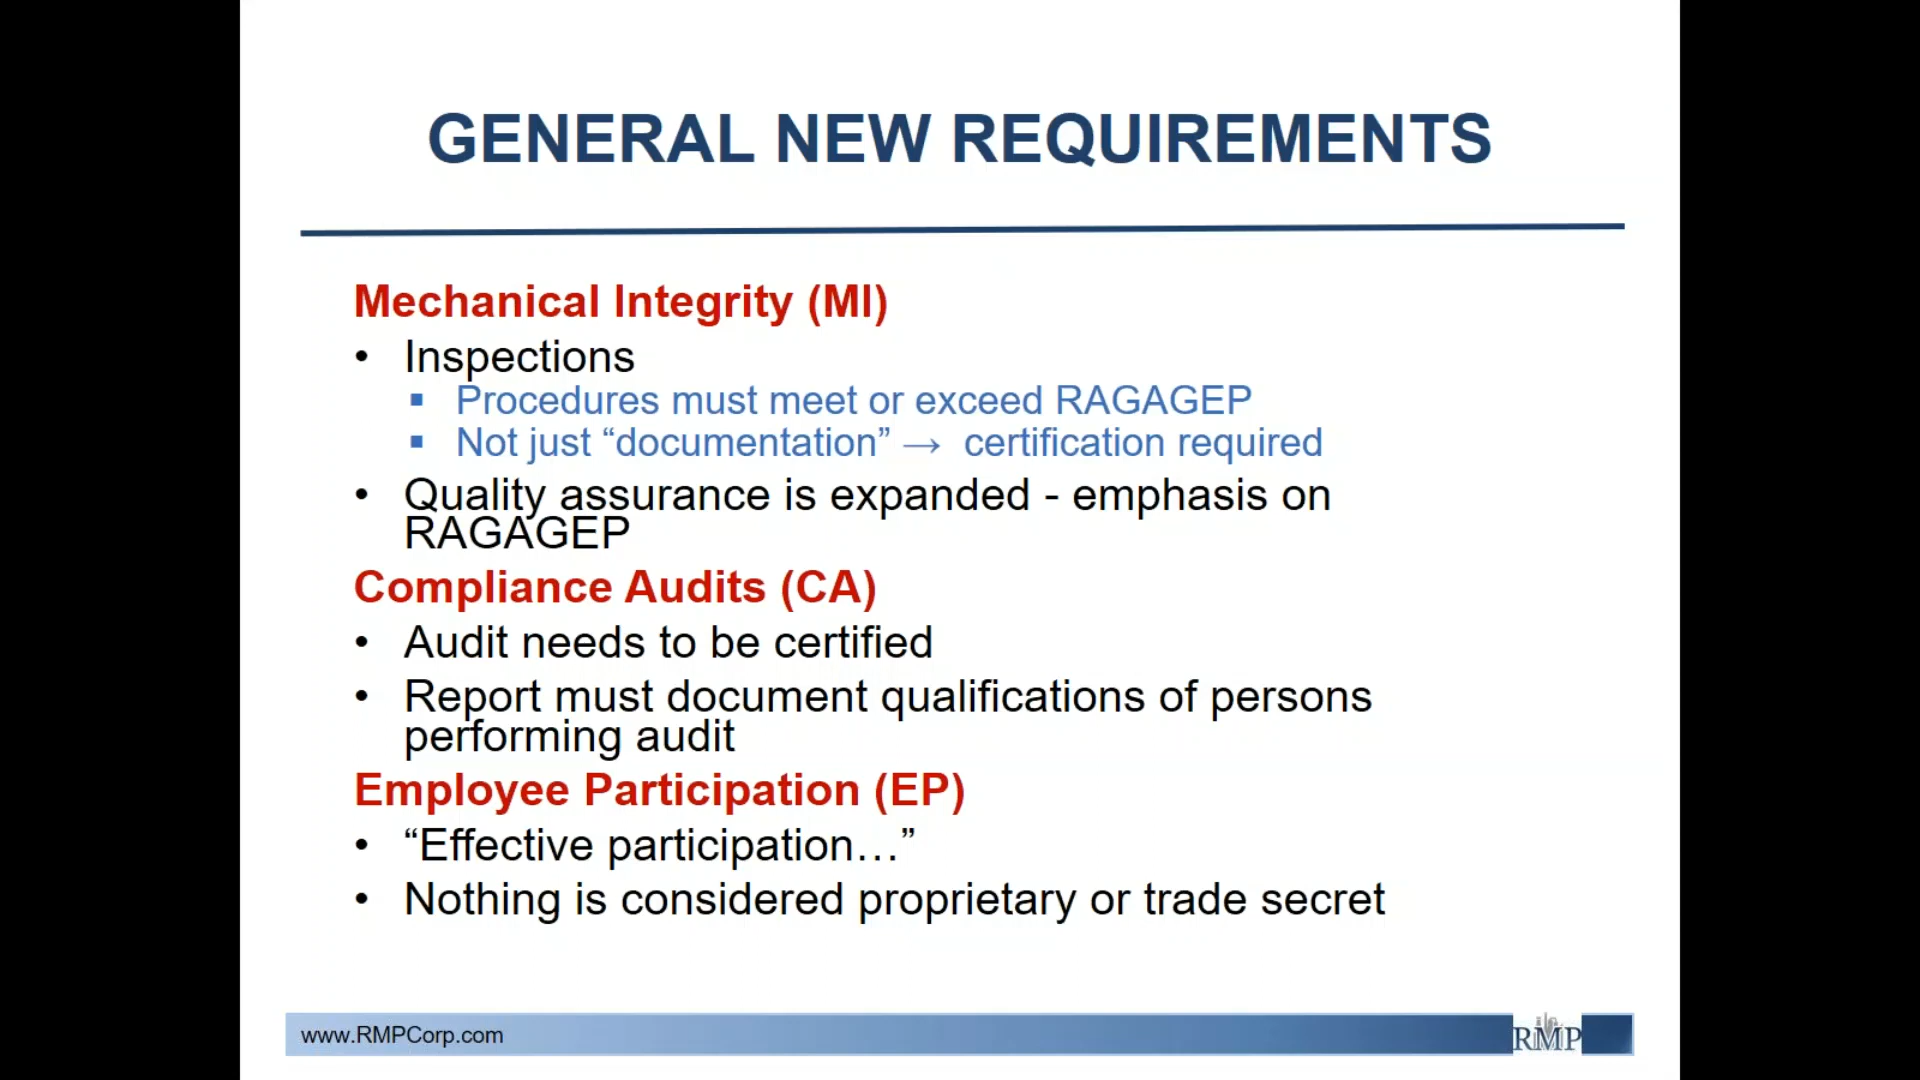 GENERAL NEW REQUIREMENTS
Mechanical Integrity (MI)
• Inspections
▪ Procedures must meet or exceed RAGAGEP
▪ Not just “documentation” → certification required
• Quality assurance is expanded - emphasis on
RAGAGEP
Compliance Audits (CA)
• Audit needs to be certified
• Report must document qualifications of persons
performing audit
Employee Participation (EP)
• “Effective participation…”
• Nothing is considered proprietary or trade secret
www.RMPCorp.com
RMP